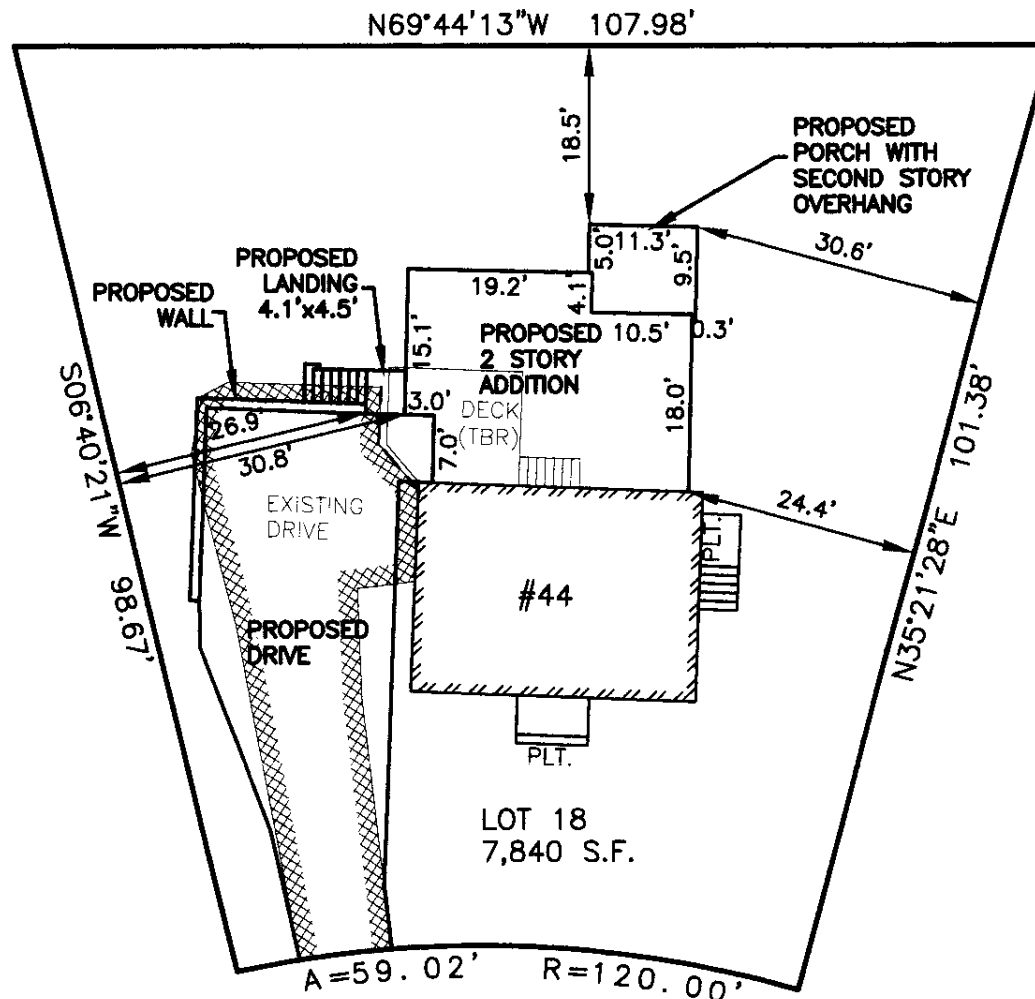 N69°44'13"W 107.98'
18.5'
PROPOSED
PORCH WITH
SECOND STORY
OVERHANG
30.6'
5.0'
11.3'
9.5'
PROPOSED
LANDING
4.1'x4.5'
PROPOSED
WALL
19.2'
4.1'
10.5'
0.3'
PROPOSED
2 STORY
ADDITION
15.1'
3.0'
DECK
(TBR)
7.0'
18.0'
26.9'
30.8'
S06°40'21"W 98.67'
N35°21'28"E 101.38'
24.4'
EXISTING
DRIVE
PLT.
#44
PROPOSED
DRIVE
PLT.
LOT 18
7,840 S.F.
A=59.02' R=120.00'